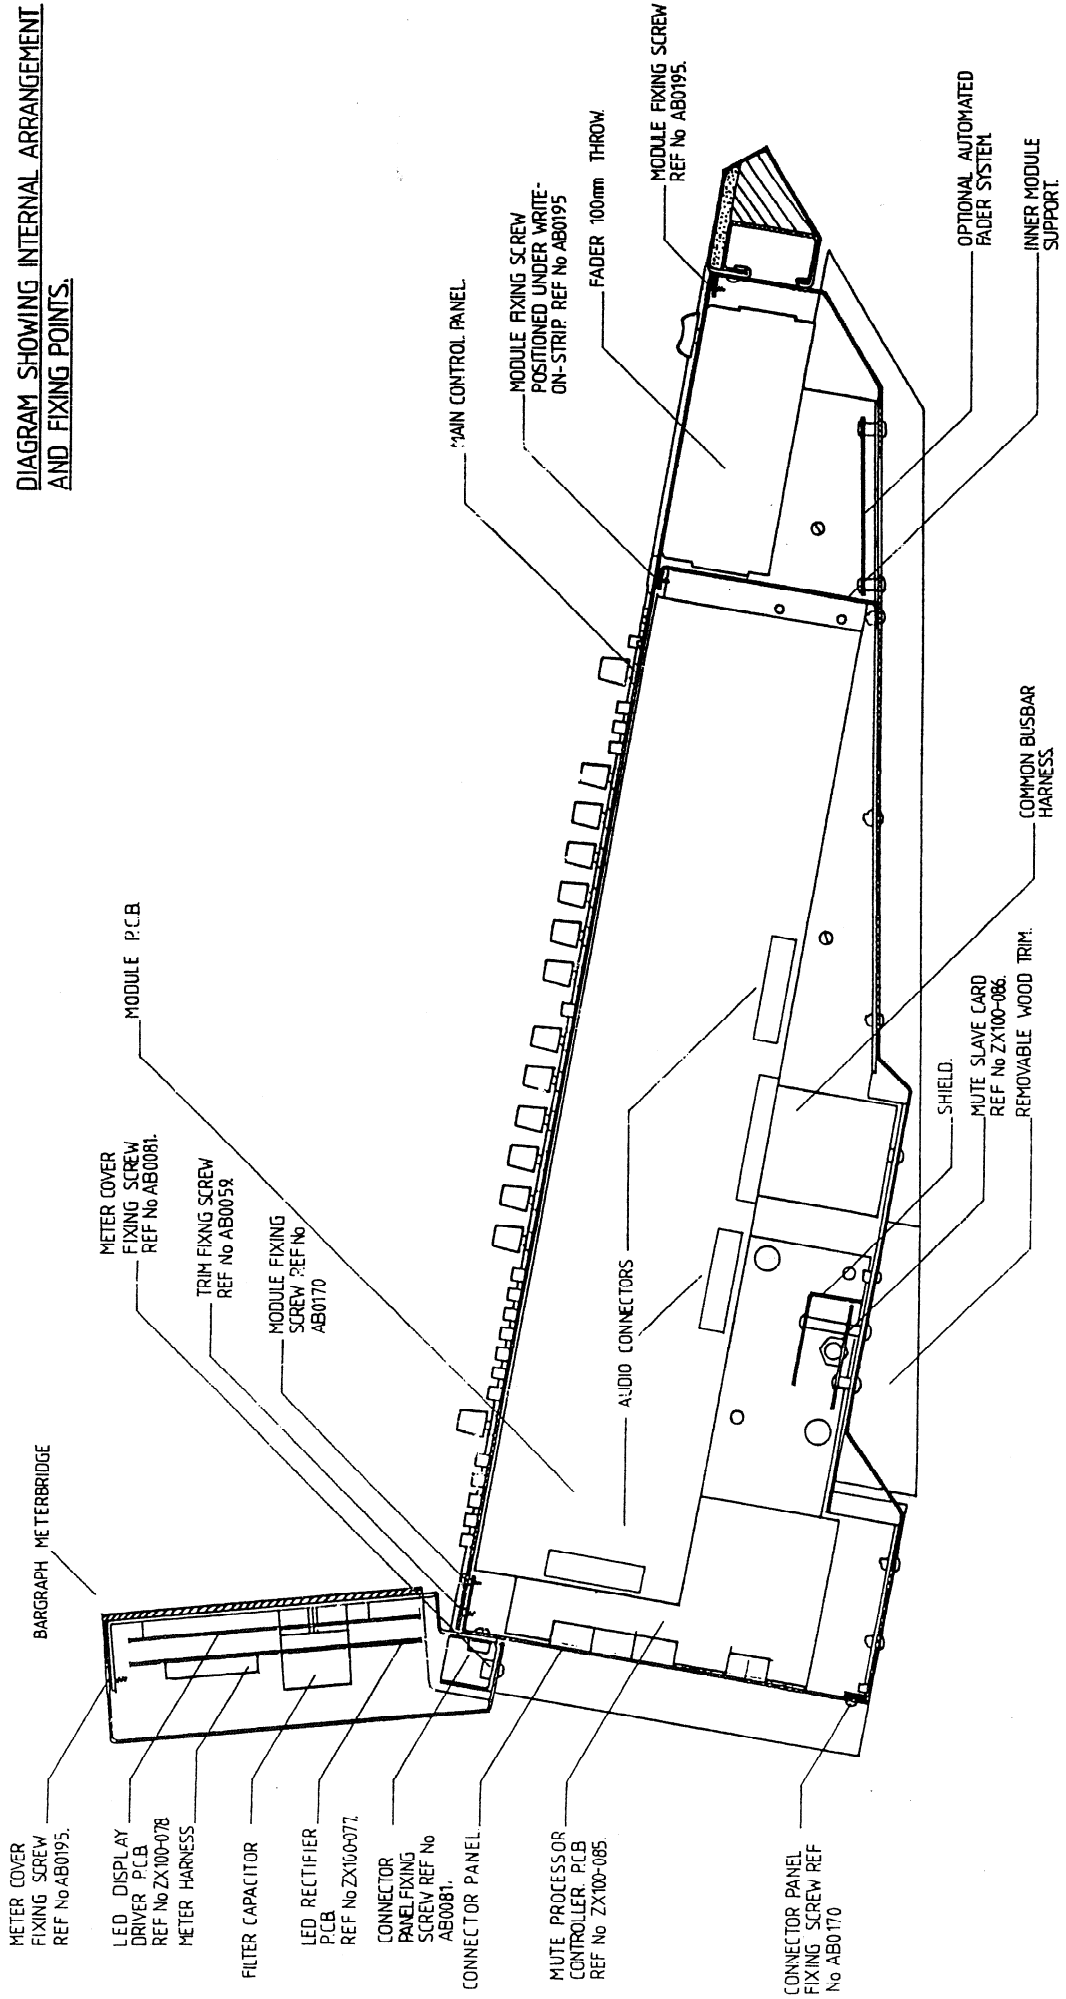 DIAGRAM SHOWING INTERNAL ARRANGEMENT
AND FIXING POINTS.
METER COVER
FIXING SCREW
REF No AB0195.
LED DISPLAY
DRIVER P.C.B
REF No ZX100-078
METER HARNESS
FILTER CAPACITOR
LED RECTIFIER
P.C.B.
REF No ZX100-077.
CONNECTOR
PANEL FIXING
SCREW REF No
AB0081.
CONNECTOR PANEL
MUTE PROCESSOR
CONTROLLER. P.C.B
REF No ZX100-085.
CONNECTOR PANEL
FIXING SCREW REF
No AB0170
BARGRAPH METERBRIDGE
METER COVER
FIXING SCREW
REF No AB0081.
TRIM FIXNG SCREW
REF No AB0059.
MODULE FIXING
SCREW REF No
AB0170
MODULE P.C.B.
AUDIO CONNECTORS
MAIN CONTROL PANEL.
MODULE FIXING SCREW
POSITIONED UNDER WRITE-
ON-STRIP. REF No AB0195
FADER 100mm THROW.
MODULE FIXING SCREW
REF No AB0195.
OPTIONAL AUTOMATED
FADER SYSTEM.
INNER MODULE
SUPPORT.
COMMON BUSBAR
HARNESS.
SHIELD.
MUTE SLAVE CARD
REF No ZX100-086.
REMOVABLE WOOD TRIM.